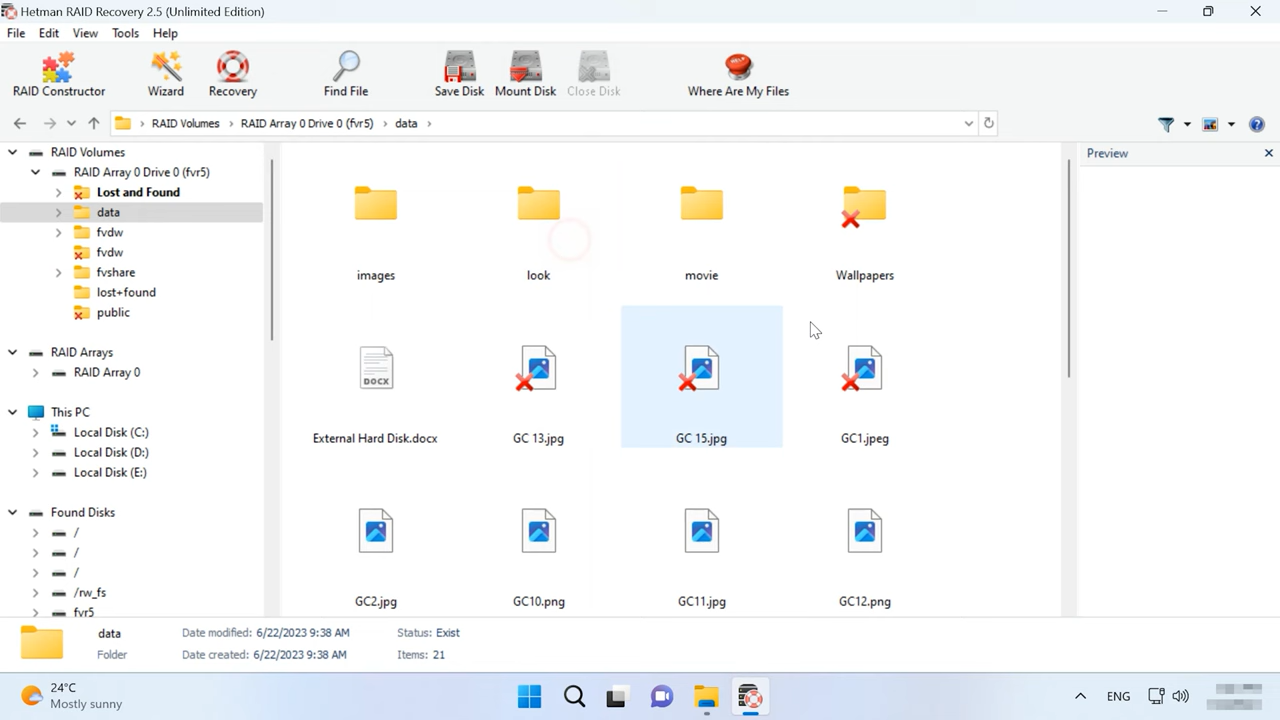 Hetman RAID Recovery 2.5 (Unlimited Edition)
File Edit View Tools Help
RAID Constructor Wizard Recovery Find File Save Disk Mount Disk Close Disk HELP Where Are My Files
RAID Volumes RAID Array 0 Drive 0 (fvr5) data
RAID Volumes
RAID Array 0 Drive 0 (fvr5)
Lost and Found
data
fvdw
fvdw
fvshare
lost+found
public
RAID Arrays
RAID Array 0
This PC
Local Disk (C:)
Local Disk (D:)
Local Disk (E:)
Found Disks
/
/
/
/rw_fs
fvr5
images look movie Wallpapers
DOCX
External Hard Disk.docx GC 13.jpg GC 15.jpg GC1.jpeg
GC2.jpg GC10.png GC11.jpg GC12.png
Preview
data Date modified: 6/22/2023 9:38 AM Status: Exist
Folder Date created: 6/22/2023 9:38 AM Items: 21
24°C
Mostly sunny
ENG